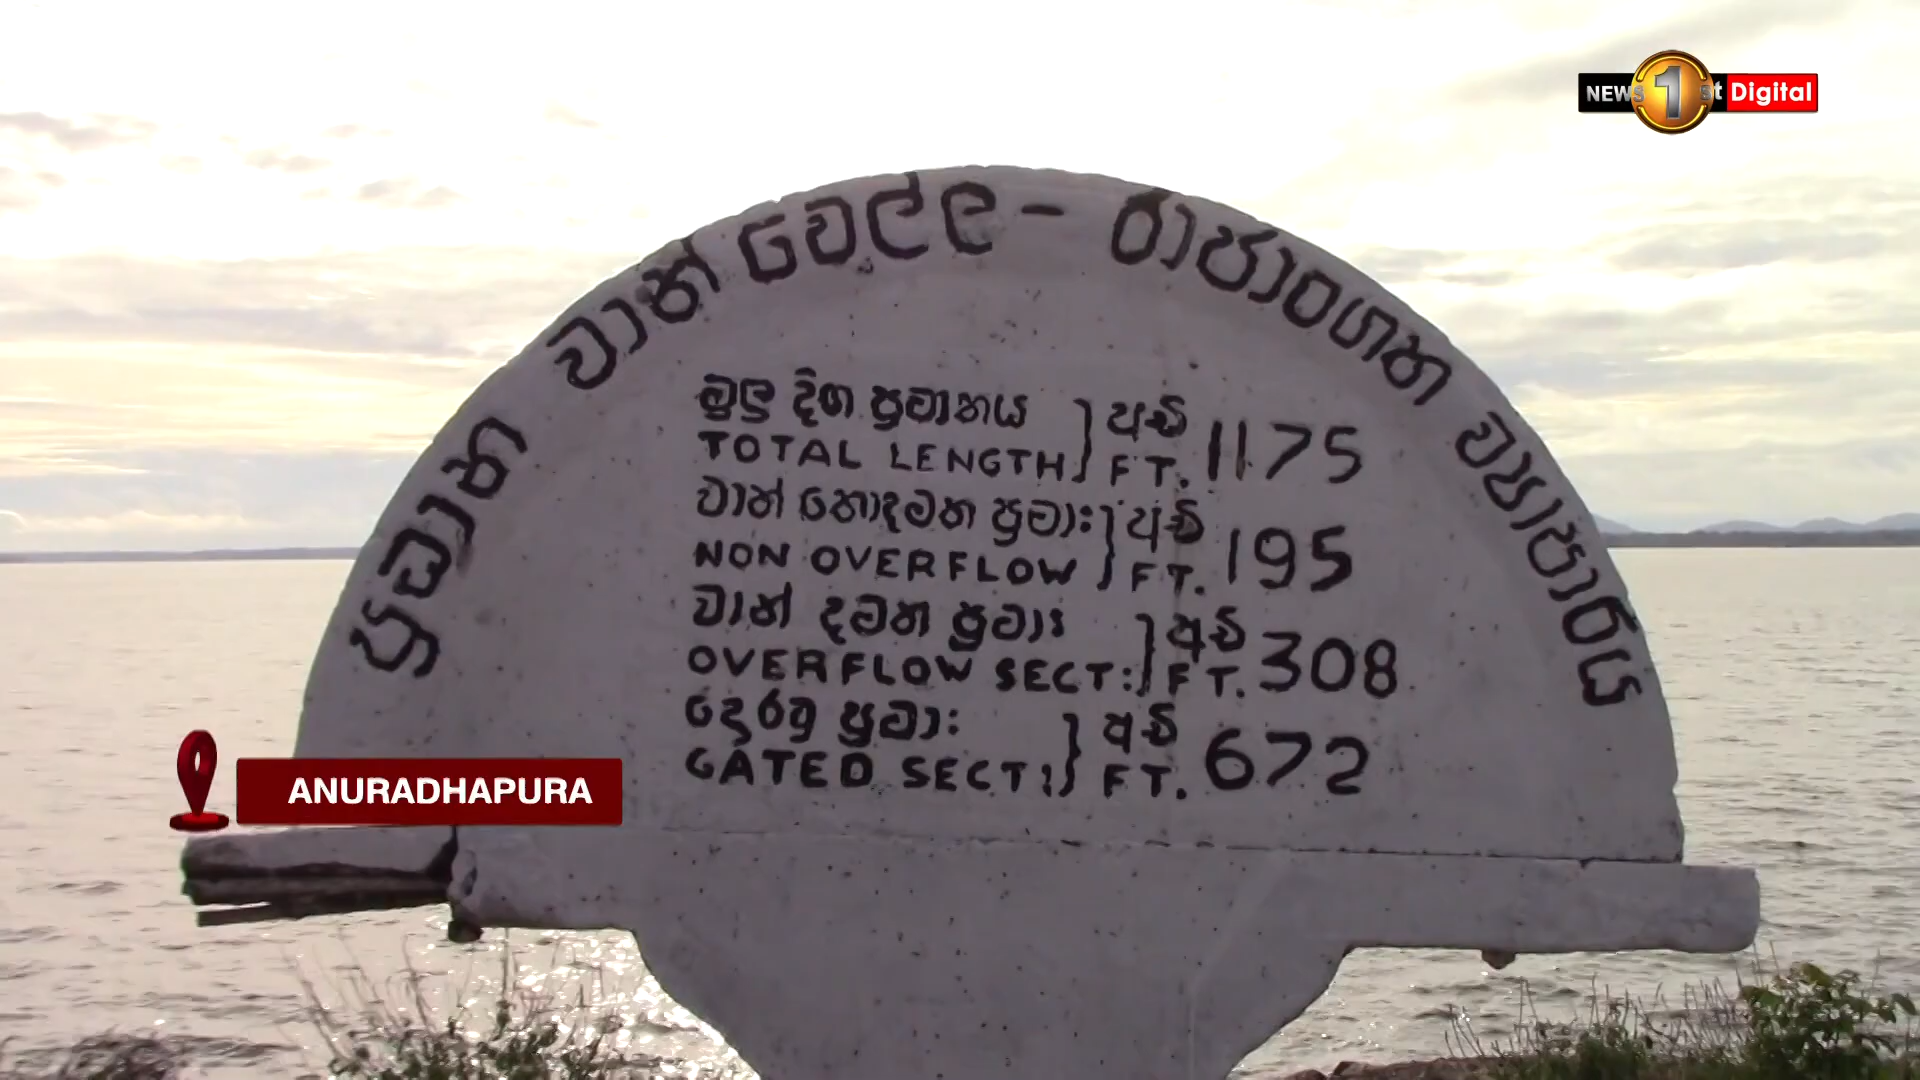 NEWS 1st Digital
ප්‍රධාන වාන් වේල්ල - රාජාංගන ව්‍යාපාරය
මුලු දිග ප්‍රමානය } අඩි 1175
TOTAL LENGTH } FT.
වාන් නොදමන ප්‍රමා: } අඩි 195
NON OVERFLOW } FT.
වාන් දමන ප්‍රමා: } අඩි 308
OVERFLOW SECT: } FT.
දොරටු ප්‍රමා: } අඩි 672
GATED SECT: } FT.
ANURADHAPURA